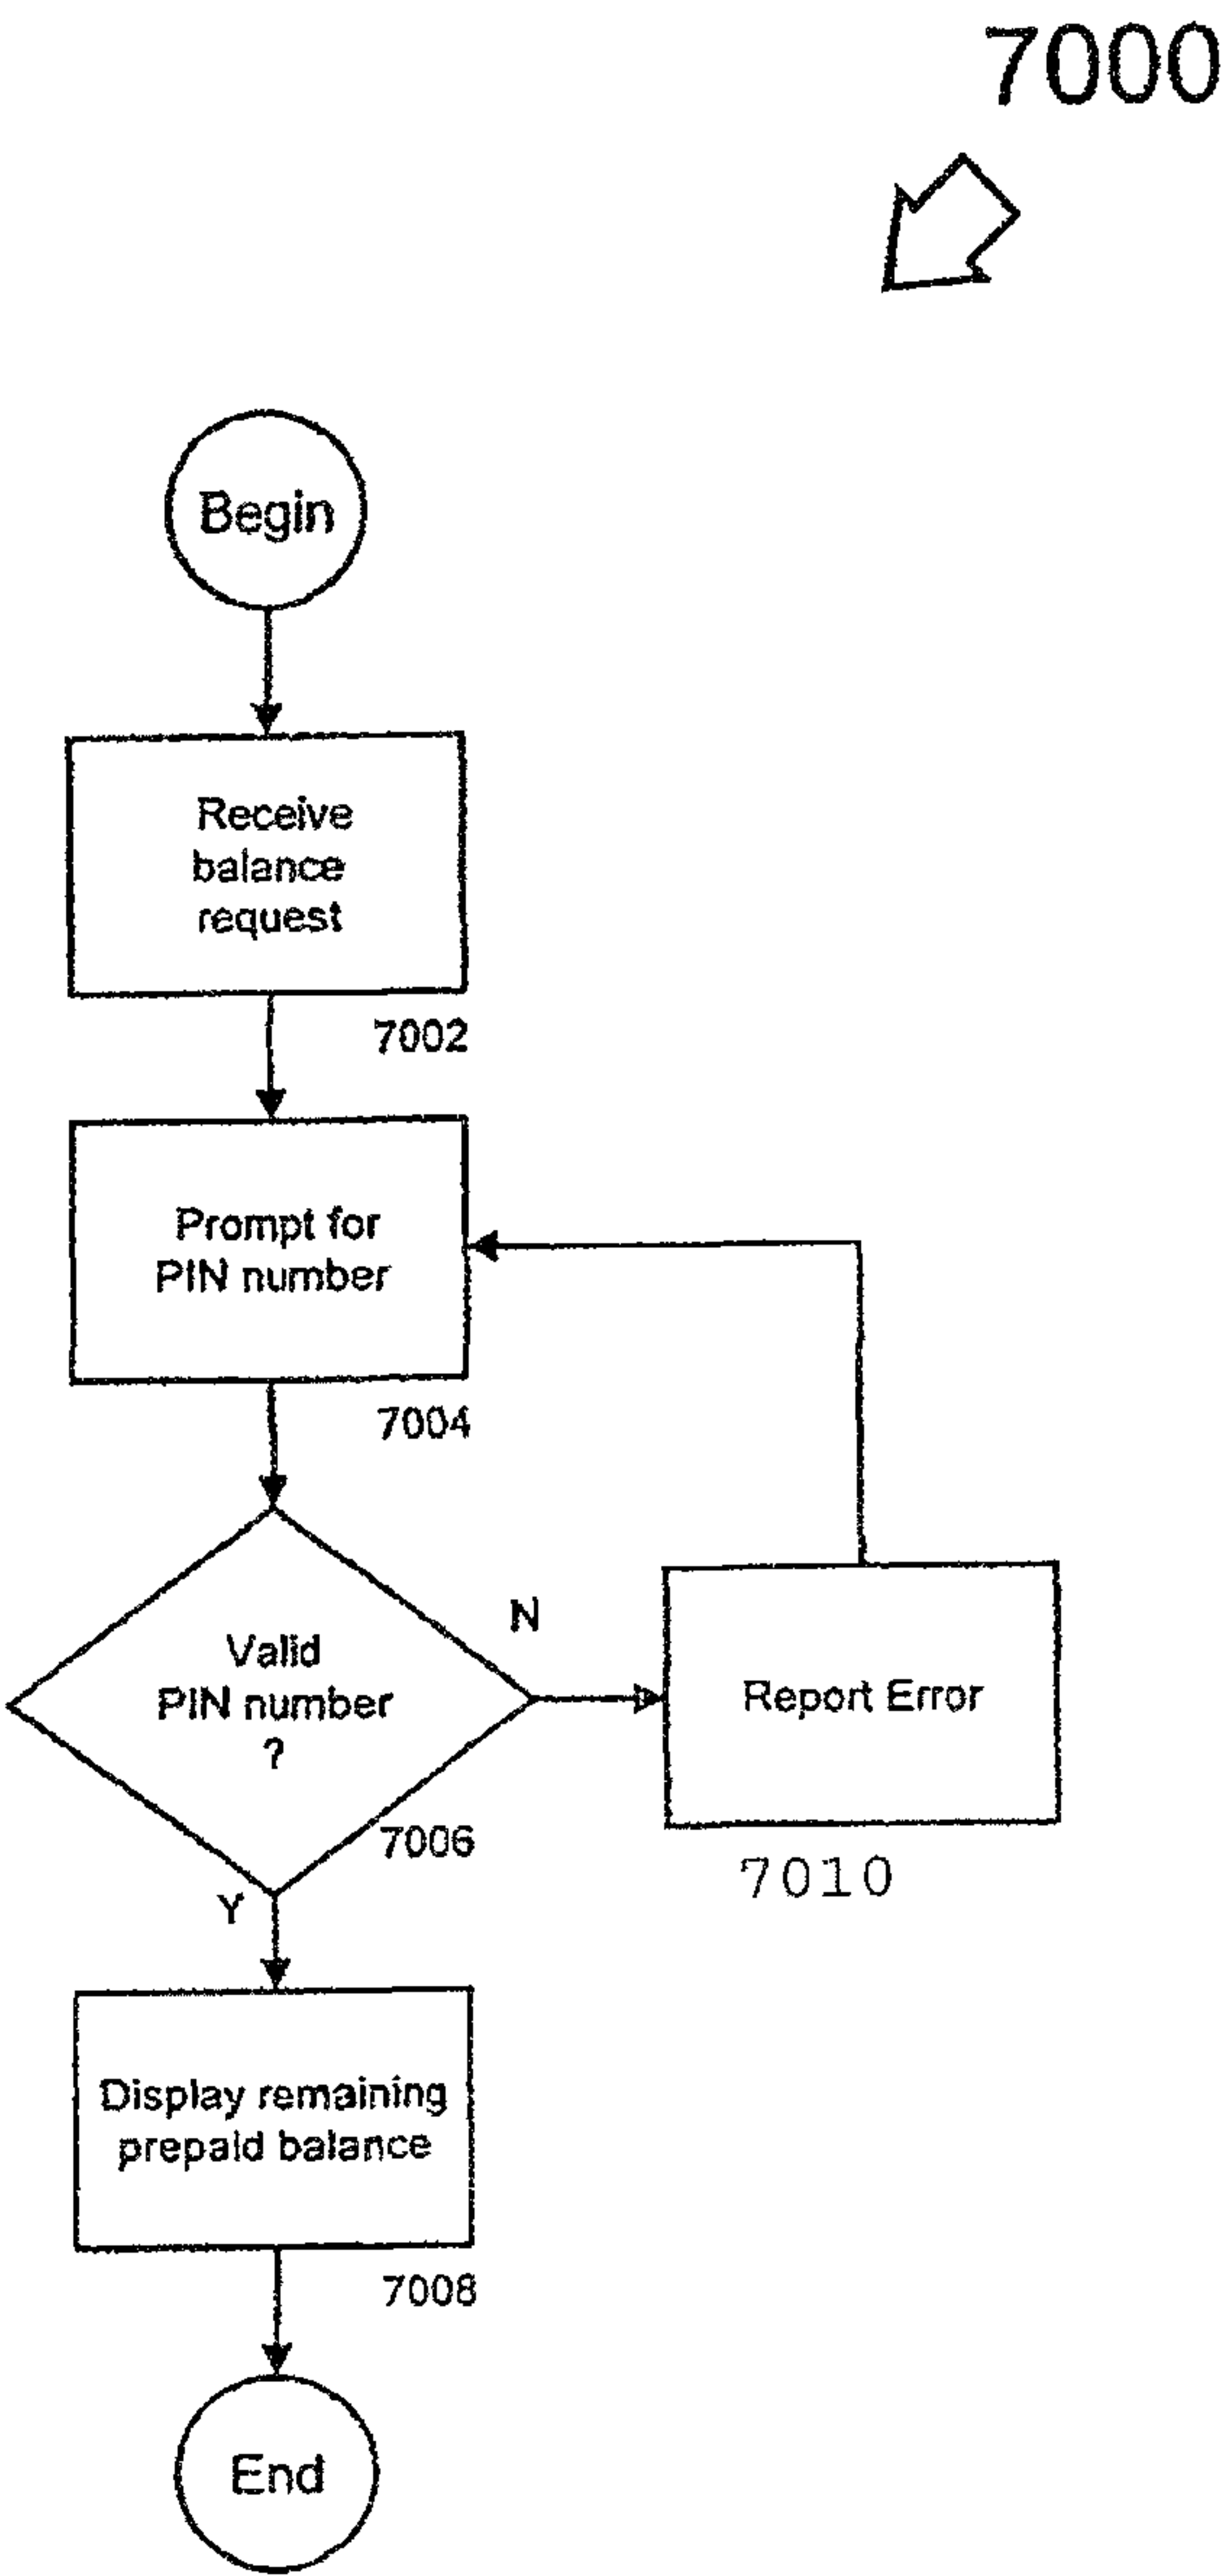 7000
Begin
Receive
balance
request
7002
Prompt for
PIN number
7004
Valid
PIN number
?
7006
N
Y
Report Error
7010
Display remaining
prepaid balance
7008
End